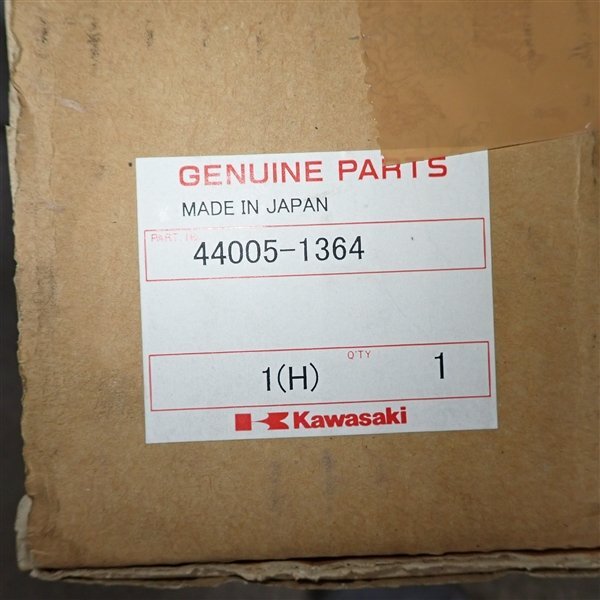 GENUINE PARTS
MADE IN JAPAN
44005-1364
Q'TY
1(H) 1
Kawasaki